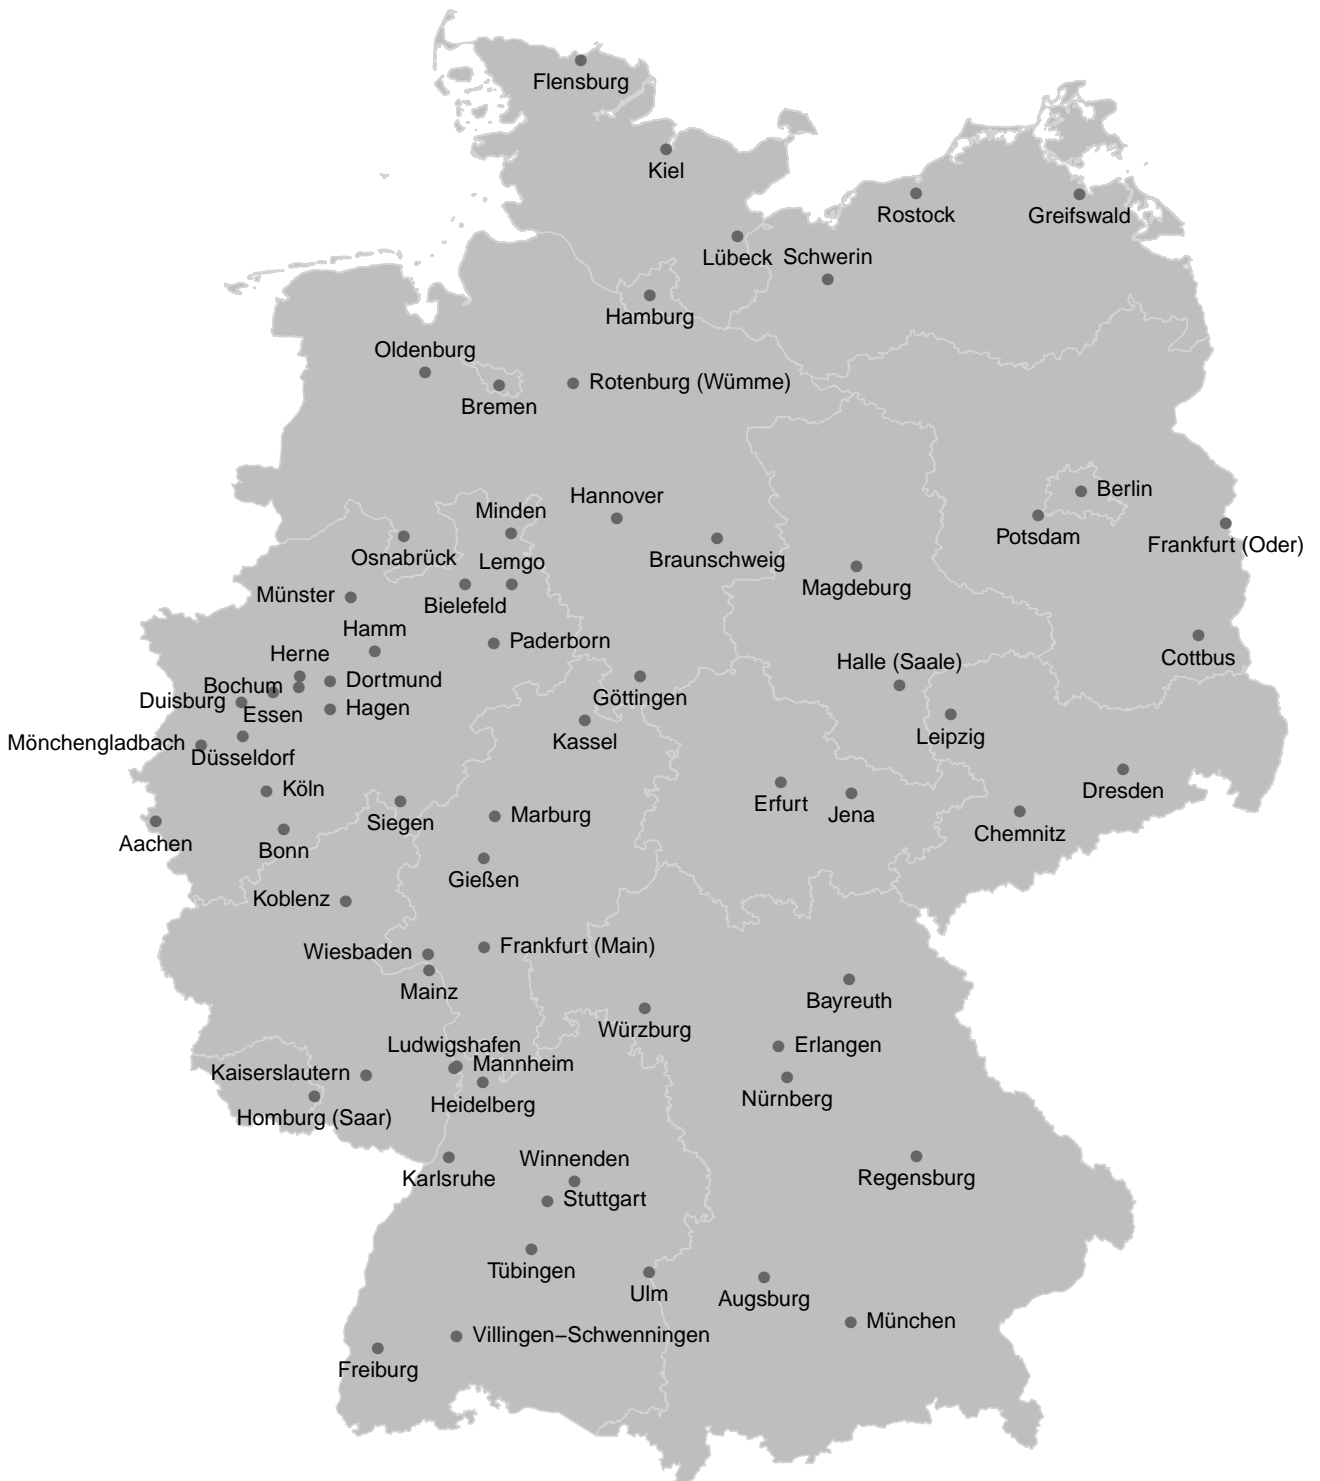 Flensburg
Kiel
Rostock
Greifswald
Lübeck
Schwerin
Hamburg
Oldenburg
Rotenburg (Wümme)
Bremen
Berlin
Hannover
Minden
Potsdam
Frankfurt (Oder)
Osnabrück
Lemgo
Braunschweig
Magdeburg
Münster
Bielefeld
Hamm
Paderborn
Herne
Cottbus
Halle (Saale)
Bochum
Dortmund
Duisburg
Göttingen
Essen
Hagen
Leipzig
Mönchengladbach
Kassel
Düsseldorf
Köln
Dresden
Erfurt
Jena
Siegen
Marburg
Chemnitz
Aachen
Bonn
Gießen
Koblenz
Frankfurt (Main)
Wiesbaden
Mainz
Bayreuth
Würzburg
Ludwigshafen
Erlangen
Mannheim
Kaiserslautern
Heidelberg
Nürnberg
Homburg (Saar)
Winnenden
Karlsruhe
Regensburg
Stuttgart
Tübingen
Ulm
Augsburg
München
Villingen−Schwenningen
Freiburg